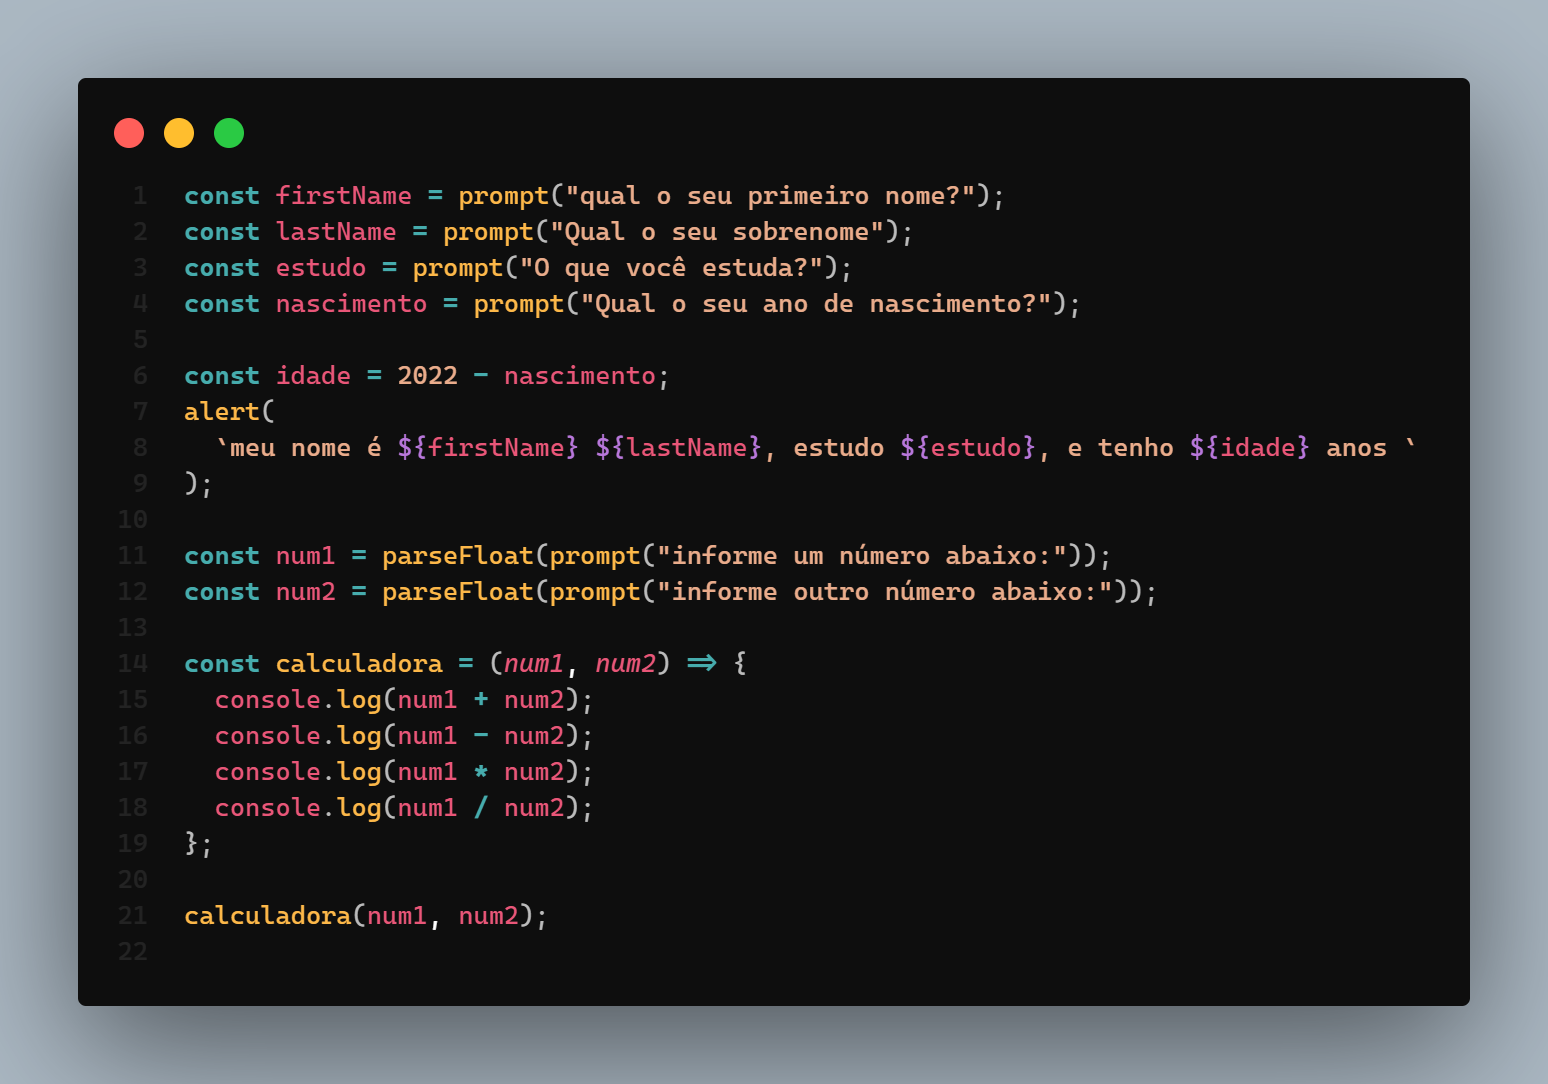 1 const firstName = prompt("qual o seu primeiro nome?");
2 const lastName = prompt("Qual o seu sobrenome");
3 const estudo = prompt("O que você estuda?");
4 const nascimento = prompt("Qual o seu ano de nascimento?");
5
6 const idade = 2022 - nascimento;
7 alert(
8   `meu nome é ${firstName} ${lastName}, estudo ${estudo}, e tenho ${idade} anos `
9 );
10
11 const num1 = parseFloat(prompt("informe um número abaixo:"));
12 const num2 = parseFloat(prompt("informe outro número abaixo:"));
13
14 const calculadora = (num1, num2) => {
15   console.log(num1 + num2);
16   console.log(num1 - num2);
17   console.log(num1 * num2);
18   console.log(num1 / num2);
19 };
20
21 calculadora(num1, num2);
22